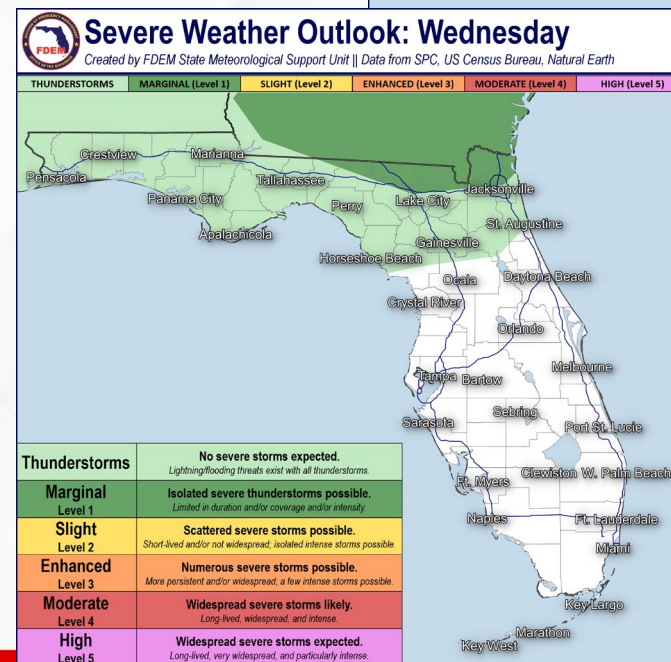 Severe Weather Outlook: Wednesday
Created by FDEM State Meteorological Support Unit || Data from SPC, US Census Bureau, Natural Earth
FDEM
THUNDERSTORMS MARGINAL (Level 1) SLIGHT (Level 2) ENHANCED (Level 3) MODERATE (Level 4) HIGH (Level 5)
Crestview
Marianna
Pensacola
Tallahassee
Jacksonville
Panama City
Lake City
Perry
St. Augustine
Apalachicola
Gainesville
Horseshoe Beach
Ocala
Daytona Beach
Crystal River
Orlando
Melbourne
Tampa
Bartow
Sebring
Sarasota
Port St. Lucie
Clewiston
W. Palm Beach
Ft. Myers
Naples
Ft. Lauderdale
Miami
Key Largo
Marathon
Key West
Thunderstorms
No severe storms expected.
Lightning/flooding threats exist with all thunderstorms.
Marginal
Level 1
Isolated severe thunderstorms possible.
Limited in duration and/or coverage and/or intensity.
Slight
Level 2
Scattered severe storms possible.
Short-lived and/or not widespread; isolated intense storms possible.
Enhanced
Level 3
Numerous severe storms possible.
More persistent and/or widespread; a few intense storms possible.
Moderate
Level 4
Widespread severe storms likely.
Long-lived, widespread, and intense.
High
Level 5
Widespread severe storms expected.
Long-lived, very widespread, and particularly intense.